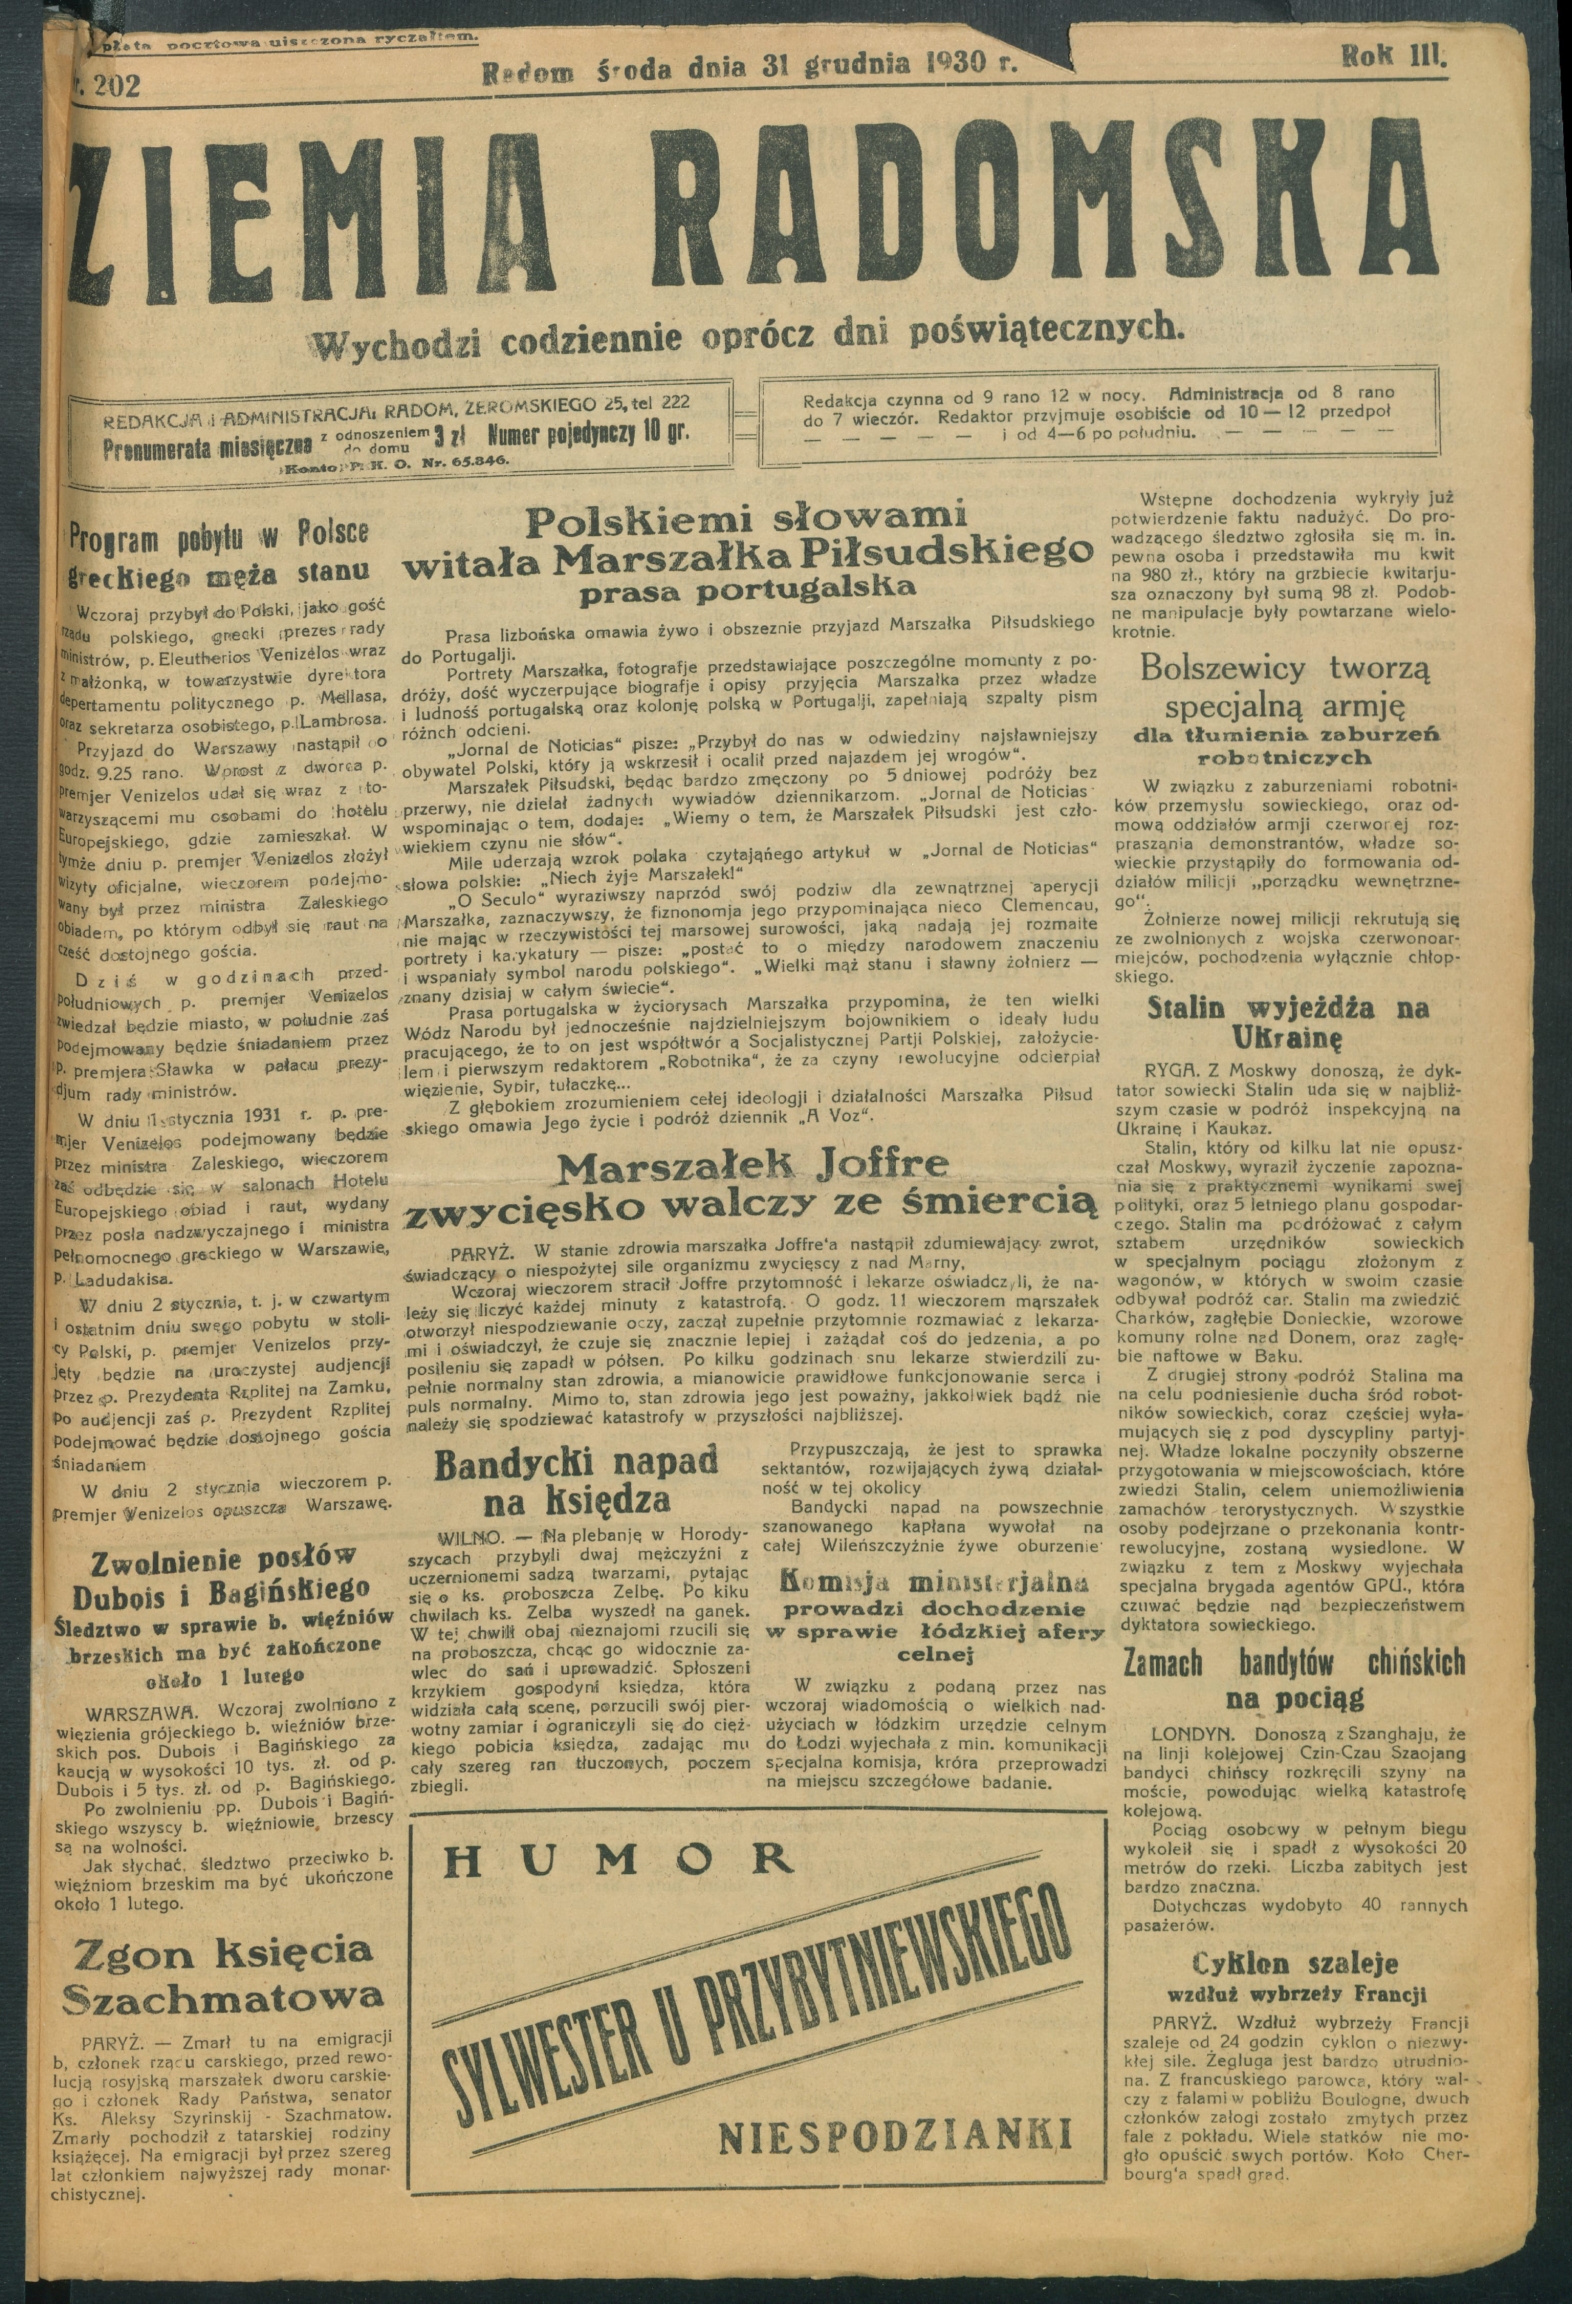 płata pocztowa uiszczona ryczałtem.
r. 202
Radom środa dnia 31 grudnia 1930 r.
Rok III.
ZIEMIA RADOMSKA
Wychodzi codziennie oprócz dni poświątecznych.
REDAKCJA i ADMINISTRACJA: RADOM, ŻEROMSKIEGO 25, tel 222
Prenumerata miesięczna z odnoszeniem do domu 3 zł Numer pojedynczy 10 gr.
Konto: P. K. O. Nr. 65.846.
Redakcja czynna od 9 rano 12 w nocy. Administracja od 8 rano
do 7 wieczór. Redaktor przyjmuje osobiście od 10—12 przedpoł
— — — — — i od 4—6 po południu. — — — — —
Program pobytu w Polsce
greckiego męża stanu
Wczoraj przybył do Polski, jako gość
rządu polskiego, grecki prezes rady
ministrów, p. Eleutherios Venizelos wraz
z małżonką, w towarzystwie dyrektora
departamentu politycznego p. Mellasa,
oraz sekretarza osobistego, p. Lambrosa.
Przyjazd do Warszawy nastąpił o
godz. 9.25 rano. Wprost z dworca p.
premjer Venizelos udał się wraz z to-
warzyszącemi mu osobami do hotelu
Europejskiego, gdzie zamieszkał. W
tymże dniu p. premjer Venizelos złożył
wizyty oficjalne, wieczorem podejmo-
wany był przez ministra Zaleskiego
obiadem, po którym odbył się raut na
cześć dostojnego gościa.
Dziś w godzinach przed-
południowych p. premjer Venizelos
zwiedzał będzie miasto, w południe zaś
podejmowany będzie śniadaniem przez
p. premjera Sławka w pałacu prezy-
djum rady ministrów.
W dniu 1 stycznia 1931 r. p. pre-
mjer Venizelos podejmowany będzie
przez ministra Zaleskiego, wieczorem
zaś odbędzie się w salonach Hotelu
Europejskiego obiad i raut, wydany
przez posła nadzwyczajnego i ministra
pełnomocnego greckiego w Warszawie,
p. Ladudakisa.
W dniu 2 stycznia, t. j. w czwartym
i ostatnim dniu swego pobytu w stoli-
cy Polski, p. premjer Venizelos przy-
jęty będzie na uroczystej audjencji
przez p. Prezydenta Rzplitej na Zamku,
po audjencji zaś p. Prezydent Rzplitej
podejmować będzie dostojnego gościa
śniadaniem
W dniu 2 stycznia wieczorem p.
premjer Venizelos opuszcza Warszawę.
Zwolnienie posłów
Dubois i Bagińskiego
Śledztwo w sprawie b. więźniów
brzeskich ma być zakończone
około 1 lutego
WARSZAWA. Wczoraj zwolniono z
więzienia grójeckiego b. więźniów brze-
skich pos. Dubois i Bagińskiego za
kaucją w wysokości 10 tys. zł. od p.
Dubois i 5 tys. zł. od p. Bagińskiego.
Po zwolnieniu pp. Dubois i Bagiń-
skiego wszyscy b. więźniowie, brzescy
są na wolności.
Jak słychać, śledztwo przeciwko b.
więźniom brzeskim ma być ukończone
około 1 lutego.
Zgon księcia
Szachmatowa
PARYŻ. — Zmarł tu na emigracji
b, członek rządu carskiego, przed rewo-
lucją rosyjską marszałek dworu carskie-
go i członek Rady Państwa, senator
Ks. Aleksy Szyrinskij - Szachmatow.
Zmarły pochodził z tatarskiej rodziny
książęcej. Na emigracji był przez szereg
lat członkiem najwyższej rady monar-
chistycznej.
Polskiemi słowami
witała Marszałka Piłsudskiego
prasa portugalska
Prasa lizbońska omawia żywo i obszeznie przyjazd Marszałka Piłsudskiego
do Portugalji.
Portrety Marszałka, fotografje przedstawiające poszczególne momenty z po-
dróży, dość wyczerpujące biografje i opisy przyjęcia Marszałka przez władze
i ludność portugalską oraz kolonję polską w Portugalji, zapełniają szpalty pism
różnch odcieni.
„Jornal de Noticias" pisze: „Przybył do nas w odwiedziny najsławniejszy
obywatel Polski, który ją wskrzesił i ocalił przed najazdem jej wrogów".
Marszałek Piłsudski, będąc bardzo zmęczony po 5 dniowej podróży bez
przerwy, nie dzielał żadnych wywiadów dziennikarzom. „Jornal de Noticias
wspominając o tem, dodaje: „Wiemy o tem, że Marszałek Piłsudski jest czło-
wiekiem czynu nie słów".
Mile uderzają wzrok polaka czytającego artykuł w „Jornal de Noticias"
słowa polskie: „Niech żyje Marszałek!"
„O Seculo" wyraziwszy naprzód swój podziw dla zewnątrznej aperycji
Marszałka, zaznaczywszy, że fiznonomja jego przypominająca nieco Clemencau,
nie mając w rzeczywistości tej marsowej surowości, jaką nadają jej rozmaite
portrety i karykatury — pisze: „postać to o między narodowem znaczeniu
i wspaniały symbol narodu polskiego". „Wielki mąż stanu i sławny żołnierz —
znany dzisiaj w całym świecie".
Prasa portugalska w życiorysach Marszałka przypomina, że ten wielki
Wódz Narodu był jednocześnie najdzielniejszym bojownikiem o ideały ludu
pracującego, że to on jest współtwór ą Socjalistycznej Partji Polskiej, założycie-
lem i pierwszym redaktorem „Robotnika", że za czyny rewolucyjne odcierpiał
więzienie, Sybir, tułaczkę...
Z głębokiem zrozumieniem całej ideologji i działalności Marszałka Piłsud
skiego omawia Jego życie i podróż dziennik „A Voz".
Marszałek Joffre
zwycięsko walczy ze śmiercią
PARYŻ. W stanie zdrowia marszałka Joffre'a nastąpił zdumiewający zwrot,
świadczący o niespożytej sile organizmu zwycięscy z nad Marny,
Wczoraj wieczorem stracił Joffre przytomność i lekarze oświadczyli, że na-
leży się liczyć każdej minuty z katastrofą. O godz. 11 wieczorem marszałek
otworzył niespodziewanie oczy, zaczął zupełnie przytomnie rozmawiać z lekarza-
mi i oświadczył, że czuje się znacznie lepiej i zażądał coś do jedzenia, a po
posileniu się zapadł w półsen. Po kilku godzinach snu lekarze stwierdzili zu-
pełnie normalny stan zdrowia, a mianowicie prawidłowe funkcjonowanie serca i
puls normalny. Mimo to, stan zdrowia jego jest poważny, jakkolwiek bądź nie
należy się spodziewać katastrofy w przyszłości najbliższej.
Bandycki napad
na księdza
WILNO. — Na plebanję w Horody-
szycach przybyli dwaj mężczyźni z
uczernionemi sadzą twarzami, pytając
się o ks. proboszcza Zelbę. Po kiku
chwilach ks. Zelba wyszedł na ganek.
W tej chwili obaj nieznajomi rzucili się
na proboszcza, chcąc go widocznie za-
wlec do sań i uprowadzić. Spłoszeni
krzykiem gospodyni księdza, która
widziała całą scenę, porzucili swój pier-
wotny zamiar i ograniczyli się do cięż-
kiego pobicia księdza, zadając mu
cały szereg ran tłuczonych, poczem
zbiegli.
Przypuszczają, że jest to sprawka
sektantów, rozwijających żywą działal-
ność w tej okolicy
Bandycki napad na powszechnie
szanowanego kapłana wywołał na
całej Wileńszczyźnie żywe oburzenie
Komisja ministerjalna
prowadzi dochodzenie
w sprawie łódzkiej afery
celnej
W związku z podaną przez nas
wczoraj wiadomością o wielkich nad-
użyciach w łódzkim urzędzie celnym
do Łodzi wyjechała z min. komunikacji
specjalna komisja, króra przeprowadzi
na miejscu szczegółowe badanie.
HUMOR
SYLWESTER U PRZYBYTNIEWSKIEGO
NIESPODZIANKI
Wstępne dochodzenia wykryły już
potwierdzenie faktu nadużyć. Do pro-
wadzącego śledztwo zgłosiła się m. in.
pewna osoba i przedstawiła mu kwit
na 980 zł., który na grzbiecie kwitarju-
sza oznaczony był sumą 98 zł. Podob-
ne manipulacje były powtarzane wielo-
krotnie.
Bolszewicy tworzą
specjalną armję
dla tłumienia zaburzeń
robotniczych
W związku z zaburzeniami robotni-
ków przemysłu sowieckiego, oraz od-
mową oddziałów armji czerwonej roz-
praszania demonstrantów, władze so-
wieckie przystąpiły do formowania od-
działów milicji „porządku wewnętrzne-
go".
Żołnierze nowej milicji rekrutują się
ze zwolnionych z wojska czerwonoar-
miejców, pochodzenia wyłącznie chłop-
skiego.
Stalin wyjeżdża na
Ukrainę
RYGA. Z Moskwy donoszą, że dyk-
tator sowiecki Stalin uda się w najbliż-
szym czasie w podróż inspekcyjną na
Ukrainę i Kaukaz.
Stalin, który od kilku lat nie opusz-
czał Moskwy, wyraził życzenie zapozna-
nia się z praktycznemi wynikami swej
polityki, oraz 5 letniego planu gospodar-
czego. Stalin ma podróżować z całym
sztabem urzędników sowieckich
w specjalnym pociągu złożonym z
wagonów, w których w swoim czasie
odbywał podróż car. Stalin ma zwiedzić
Charków, zagłębie Donieckie, wzorowe
komuny rolne nad Donem, oraz zagłę-
bie naftowe w Baku.
Z drugiej strony podróż Stalina ma
na celu podniesienie ducha śród robot-
ników sowieckich, coraz częściej wyła-
mujących się z pod dyscypliny partyj-
nej. Władze lokalne poczyniły obszerne
przygotowania w miejscowościach, które
zwiedzi Stalin, celem uniemożliwienia
zamachów terorystycznych. Wszystkie
osoby podejrzane o przekonania kontr-
rewolucyjne, zostaną wysiedlone. W
związku z tem z Moskwy wyjechała
specjalna brygada agentów GPU., która
czuwać będzie nąd bezpieczeństwem
dyktatora sowieckiego.
Zamach bandytów chińskich
na pociąg
LONDYN. Donoszą z Szanghaju, że
na linji kolejowej Czin-Czau Szaojang
bandyci chińscy rozkręcili szyny na
moście, powodując wielką katastrofę
kolejową.
Pociąg osobowy w pełnym biegu
wykoleił się i spadł z wysokości 20
metrów do rzeki. Liczba zabitych jest
bardzo znaczna.
Dotychczas wydobyto 40 rannych
pasażerów.
Cyklon szaleje
wzdłuż wybrzeży Francji
PARYŻ. Wzdłuż wybrzeży Francji
szaleje od 24 godzin cyklon o niezwy-
kłej sile. Żegluga jest bardzo utrudnio-
na. Z francuskiego parowca, który wal-
czy z falami w pobliżu Boulogne, dwuch
członków załogi zostało zmytych przez
fale z pokładu. Wiele statków nie mo-
gło opuścić swych portów. Koło Cher-
bourg'a spadł grad.